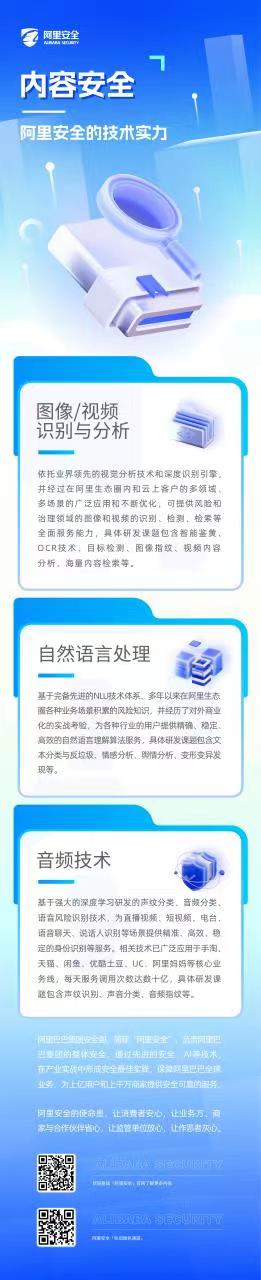 阿里安全
ALIBABA SECURITY
内容安全
阿里安全的技术实力
图像/视频
识别与分析
依托业界领先的视觉分析技术和深度识别引擎,
并经过在阿里生态圈内和云上客户的多领域、
多场景的广泛应用和不断优化,可提供风险和
治理领域的图像和视频的识别、检测、检索等
全面服务能力,具体研发课题包含智能鉴黄、
OCR技术、目标检测、图像指纹、视频内容
分析、海量内容检索等。
自然语言处理
基于完备先进的NLU技术体系、多年以来在阿里生态
圈各种业务场景积累的风险知识,并经历了对外商业化
的实战考验,为各种行业的用户提供精确、稳定、
高效的自然语言理解算法服务,具体研发课题包含文
本分类与反垃圾、情感分析、舆情分析、变形变异发
现等。
音频技术
基于强大的深度学习研发的声纹分类、音频分类、
语音风险识别技术,为直播视频、短视频、电台、
语音聊天、说话人识别等场景提供精准、高效、稳
定的身份识别等服务。相关技术已广泛应用于手淘、
天猫、闲鱼、优酷土豆、UC、阿里妈妈等核心业
务线,每天服务调用次数达数十亿,具体研发课
题包含声纹识别、声音分类、音频指纹等。
阿里巴巴集团安全部,简称“阿里安全”,负责阿里巴
巴集团的整体安全,通过先进的安全、AI等技术,
在产业实战中形成安全最佳实践,保障阿里巴巴全球
业务,为上亿用户和上千万商家提供安全可靠的服务。
阿里安全的使命是,让消费者安心,让业务方、商
家与合作伙伴省心,让监管单位放心,让作恶者灰心。
ALIBABA SECURITY
ALIBABA SECURITY